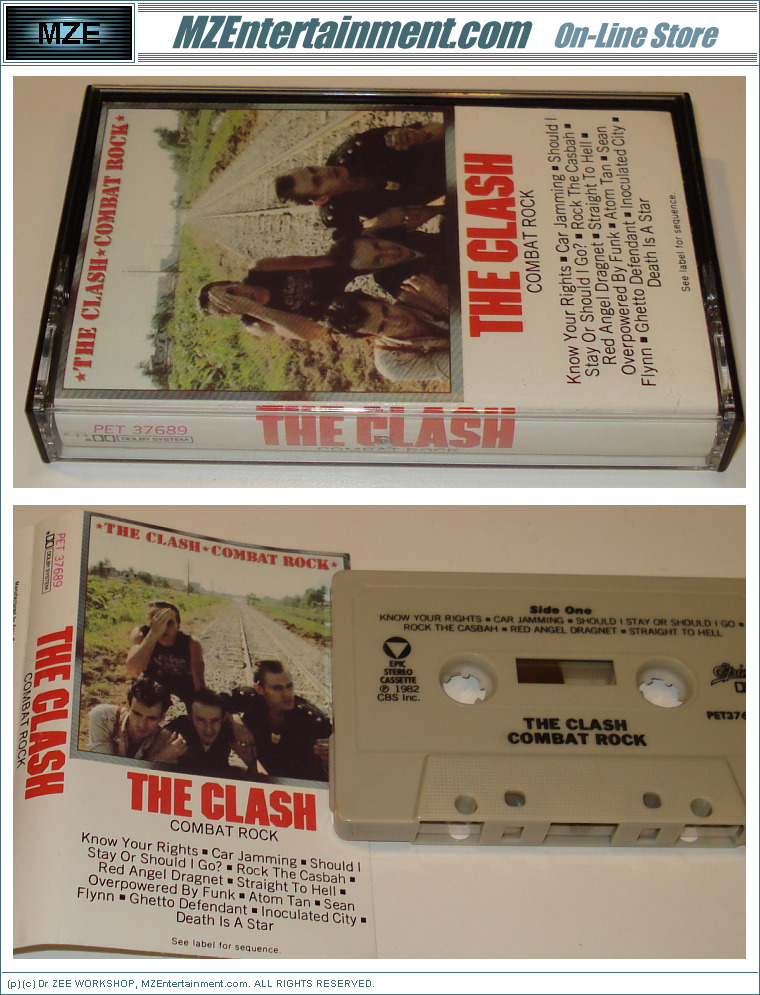 MZE
MZEntertainment.com On-Line Store
★THE CLASH★COMBAT ROCK★
THE CLASH
COMBAT ROCK
Know Your Rights ■ Car Jamming ■ Should I
Stay Or Should I Go? ■ Rock The Casbah ■
Red Angel Dragnet ■ Straight To Hell ■
Overpowered By Funk ■ Atom Tan ■ Sean
Flynn ■ Ghetto Defendant ■ Inoculated City ■
Death Is A Star
See label for sequence.
PET 37689
DOLBY SYSTEM
THE CLASH
COMBAT ROCK
PET 37689
DOLBY SYSTEM
THE CLASH
COMBAT ROCK
★THE CLASH★COMBAT ROCK★
THE CLASH
COMBAT ROCK
Know Your Rights ■ Car Jamming ■ Should I
Stay Or Should I Go? ■ Rock The Casbah ■
Red Angel Dragnet ■ Straight To Hell ■
Overpowered By Funk ■ Atom Tan ■ Sean
Flynn ■ Ghetto Defendant ■ Inoculated City ■
Death Is A Star
See label for sequence.
Side One
KNOW YOUR RIGHTS ■ CAR JAMMING ■ SHOULD I STAY OR SHOULD I GO ■
ROCK THE CASBAH ■ RED ANGEL DRAGNET ■ STRAIGHT TO HELL
EPIC
STEREO
CASSETTE
℗ 1982
CBS Inc.
Epic
PET376
THE CLASH
COMBAT ROCK
(p)(c) Dr ZEE WORKSHOP, MZEntertainment.com. ALL RIGHTS RESERVED.